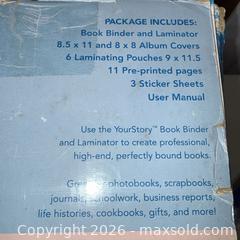 PACKAGE INCLUDES:
Book Binder and Laminator
8.5 x 11 and 8 x 8 Album Covers
6 Laminating Pouches 9 x 11.5
11 Pre-printed pages
3 Sticker Sheets
User Manual
Use the YourStory™ Book Binder
and Laminator to create professional,
high-end, perfectly bound books.
photobooks, scrapbooks,
journals, schoolwork, business reports,
life histories, cookbooks, gifts, and more!
Copyright 2026 - maxsold.com